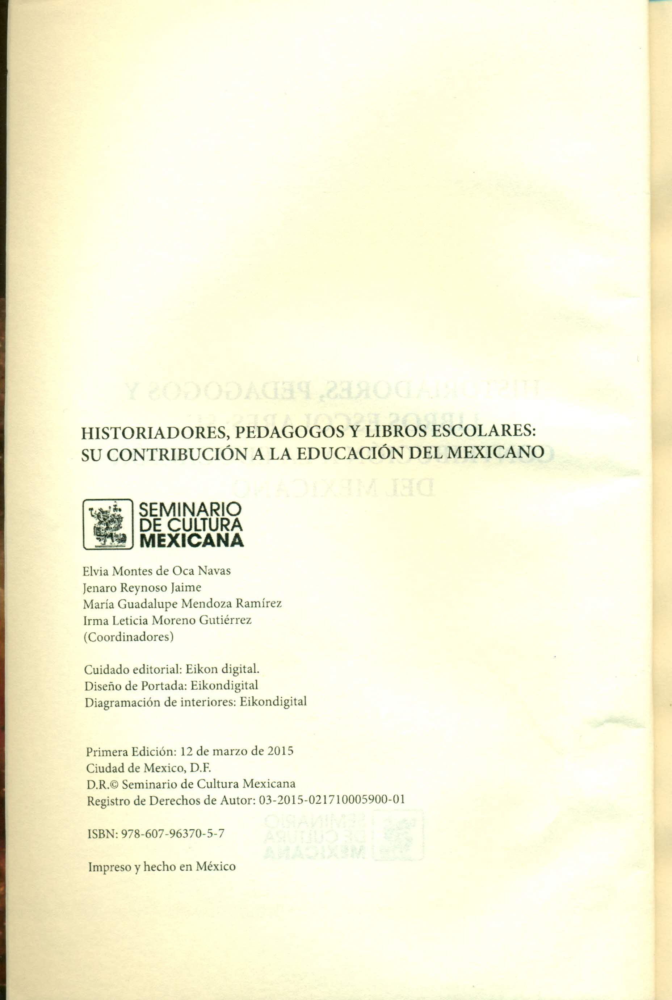 HISTORIADORES, PEDAGOGOS Y LIBROS ESCOLARES:
SU CONTRIBUCIÓN A LA EDUCACIÓN DEL MEXICANO
SEMINARIO
DE CULTURA
MEXICANA
Elvia Montes de Oca Navas
Jenaro Reynoso Jaime
María Guadalupe Mendoza Ramírez
Irma Leticia Moreno Gutiérrez
(Coordinadores)
Cuidado editorial: Eikon digital.
Diseño de Portada: Eikondigital
Diagramación de interiores: Eikondigital
Primera Edición: 12 de marzo de 2015
Ciudad de Mexico, D.F.
D.R.© Seminario de Cultura Mexicana
Registro de Derechos de Autor: 03-2015-021710005900-01
ISBN: 978-607-96370-5-7
Impreso y hecho en México